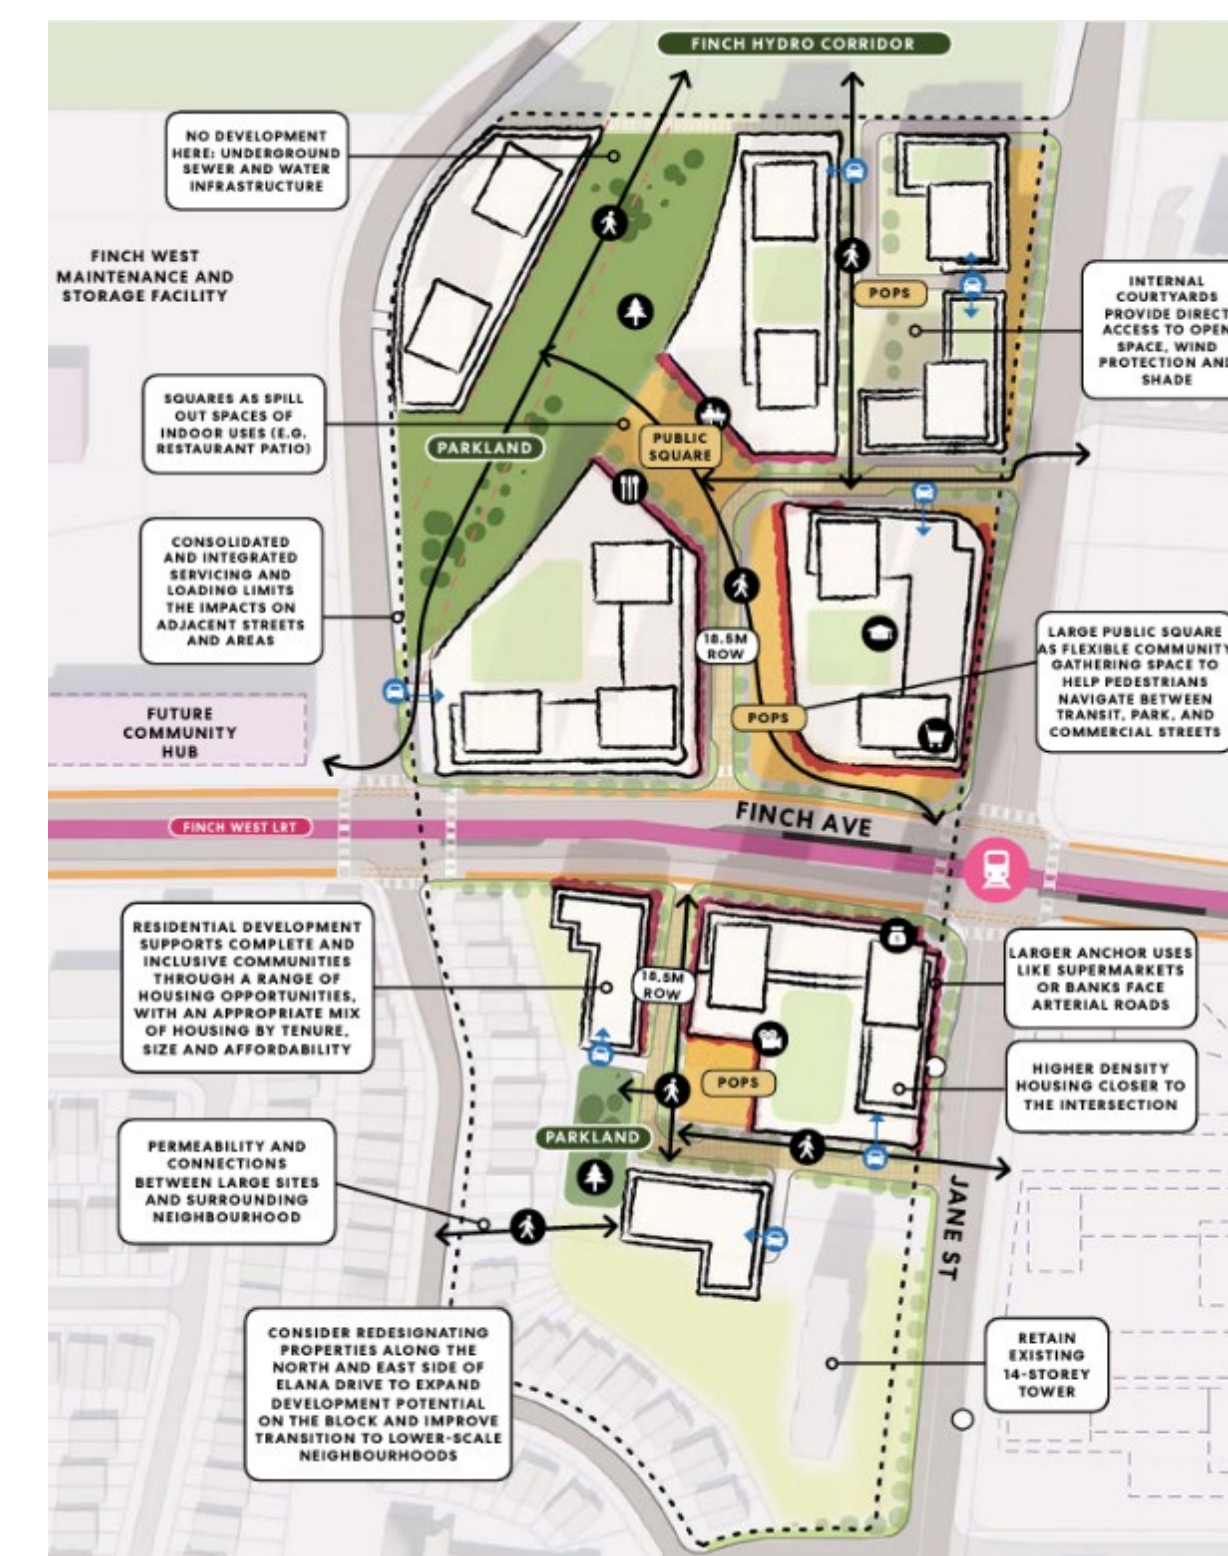 FINCH HYDRO CORRIDOR
NO DEVELOPMENT
HERE: UNDERGROUND
SEWER AND WATER
INFRASTRUCTURE
FINCH WEST
MAINTENANCE AND
STORAGE FACILITY
POPS
INTERNAL
COURTYARDS
PROVIDE DIRECT
ACCESS TO OPEN
SPACE, WIND
PROTECTION AND
SHADE
SQUARES AS SPILL
OUT SPACES OF
INDOOR USES (E.G.
RESTAURANT PATIO)
PARKLAND
PUBLIC
SQUARE
CONSOLIDATED
AND INTEGRATED
SERVICING AND
LOADING LIMITS
THE IMPACTS ON
ADJACENT STREETS
AND AREAS
18.5M
ROW
LARGE PUBLIC SQUARE
AS FLEXIBLE COMMUNITY
GATHERING SPACE TO
HELP PEDESTRIANS
NAVIGATE BETWEEN
TRANSIT, PARK, AND
COMMERCIAL STREETS
POPS
FUTURE
COMMUNITY
HUB
FINCH AVE
FINCH WEST LRT
RESIDENTIAL DEVELOPMENT
SUPPORTS COMPLETE AND
INCLUSIVE COMMUNITIES
THROUGH A RANGE OF
HOUSING OPPORTUNITIES,
WITH AN APPROPRIATE MIX
OF HOUSING BY TENURE,
SIZE AND AFFORDABILITY
18.5M
ROW
LARGER ANCHOR USES
LIKE SUPERMARKETS
OR BANKS FACE
ARTERIAL ROADS
HIGHER DENSITY
HOUSING CLOSER TO
THE INTERSECTION
POPS
PARKLAND
PERMEABILITY AND
CONNECTIONS
BETWEEN LARGE SITES
AND SURROUNDING
NEIGHBOURHOOD
JANE ST
CONSIDER REDESIGNATING
PROPERTIES ALONG THE
NORTH AND EAST SIDE OF
ELANA DRIVE TO EXPAND
DEVELOPMENT POTENTIAL
ON THE BLOCK AND IMPROVE
TRANSITION TO LOWER-SCALE
NEIGHBOURHOODS
RETAIN
EXISTING
14-STOREY
TOWER